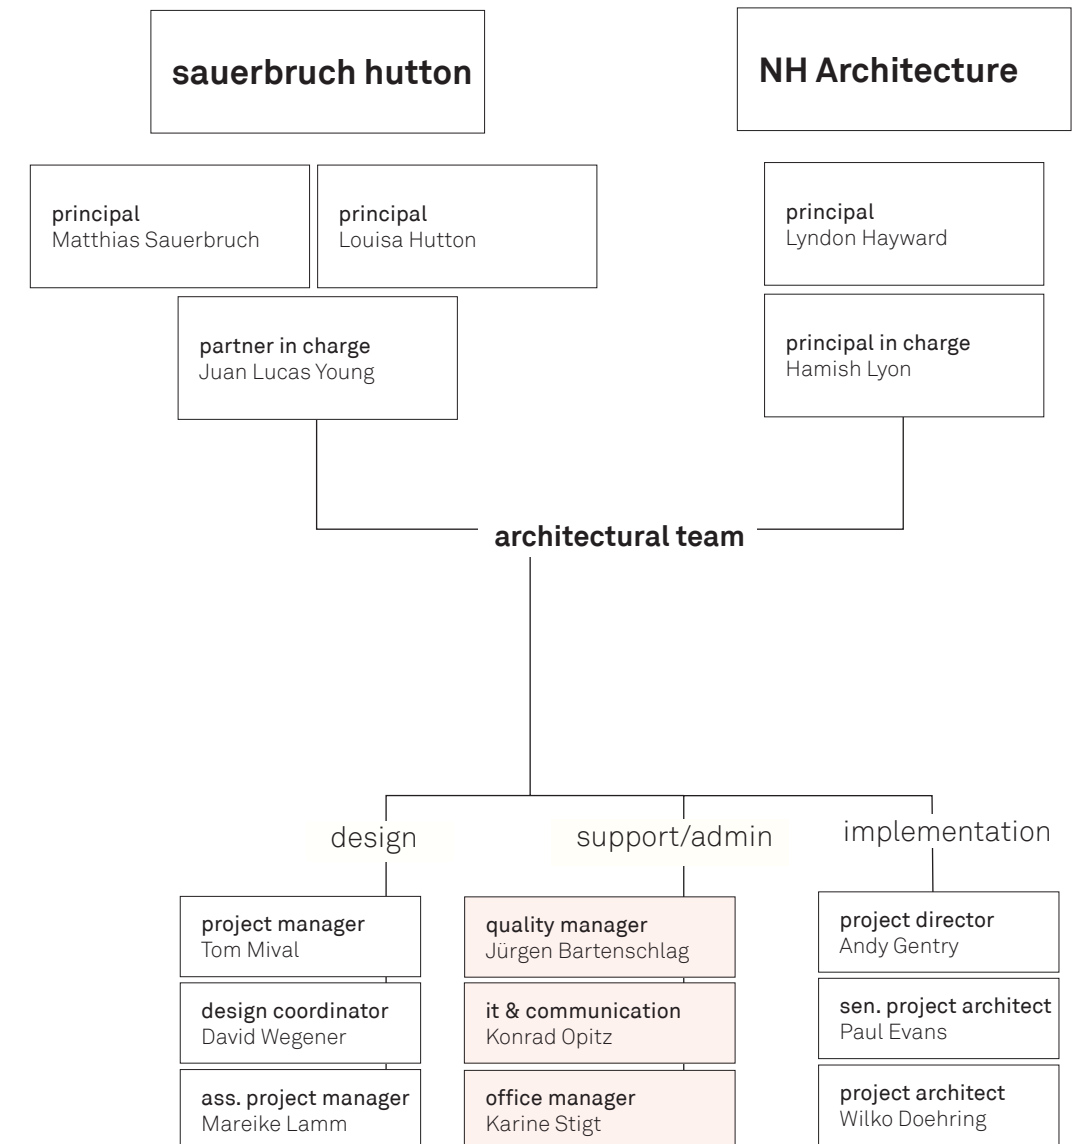 sauerbruch hutton
NH Architecture
principal
Matthias Sauerbruch
principal
Louisa Hutton
principal
Lyndon Hayward
partner in charge
Juan Lucas Young
principal in charge
Hamish Lyon
architectural team
design
support/admin
implementation
project manager
Tom Mival
design coordinator
David Wegener
ass. project manager
Mareike Lamm
quality manager
Jürgen Bartenschlag
it & communication
Konrad Opitz
office manager
Karine Stigt
project director
Andy Gentry
sen. project architect
Paul Evans
project architect
Wilko Doehring